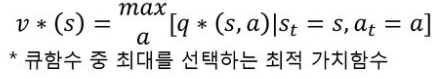 v * (s) = max a [q * (s, a)|s_t = s, a_t = a]
* 큐함수 중 최대를 선택하는 최적 가치함수